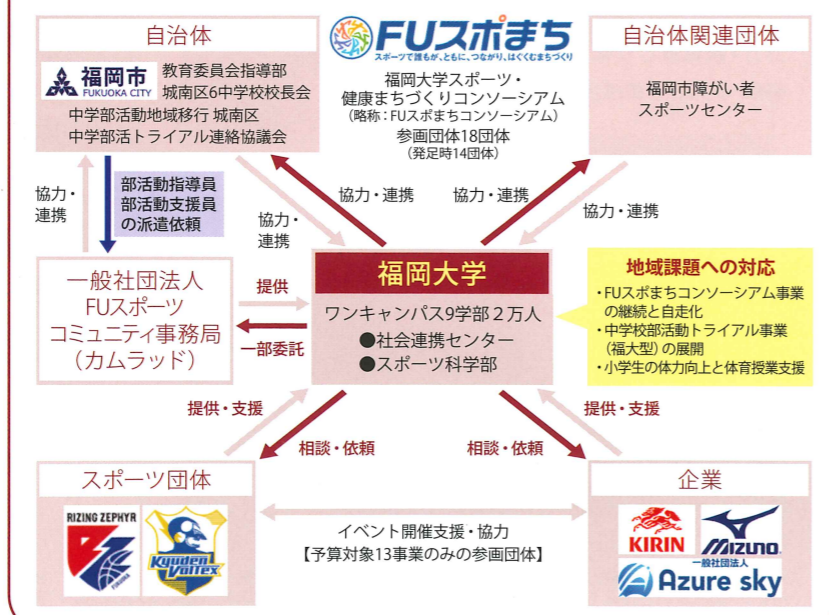 自治体
福岡市
FUKUOKA CITY
教育委員会指導部
城南区6中学校校長会
中学部活動地域移行 城南区
中学部活トライアル連絡協議会
FUスポまち
スポーツで誰もが、ともに、つながり、はぐくむまちづくり
福岡大学スポーツ・
健康まちづくりコンソーシアム
(略称:FUスポまちコンソーシアム)
参画団体18団体
(発足時14団体)
自治体関連団体
福岡市障がい者
スポーツセンター
協力・
連携
部活動指導員
部活動支援員
の派遣依頼
協力・
連携
協力・連携
協力・連携
協力・連携
一般社団法人
FUスポーツ
コミュニティ事務局
(カムラッド)
提供
一部委託
福岡大学
ワンキャンパス9学部2万人
●社会連携センター
●スポーツ科学部
地域課題への対応
・FUスポまちコンソーシアム事業
の継続と自走化
・中学校部活動トライアル事業
(福大型)の展開
・小学生の体力向上と体育授業支援
提供・支援
相談・依頼
相談・依頼
提供・支援
スポーツ団体
RIZING ZEPHYR
FUKUOKA
Kyuden
Voltex
イベント開催支援・協力
【予算対象13事業のみの参画団体】
企業
KIRIN
MIZUNO
一般社団法人
Azure sky